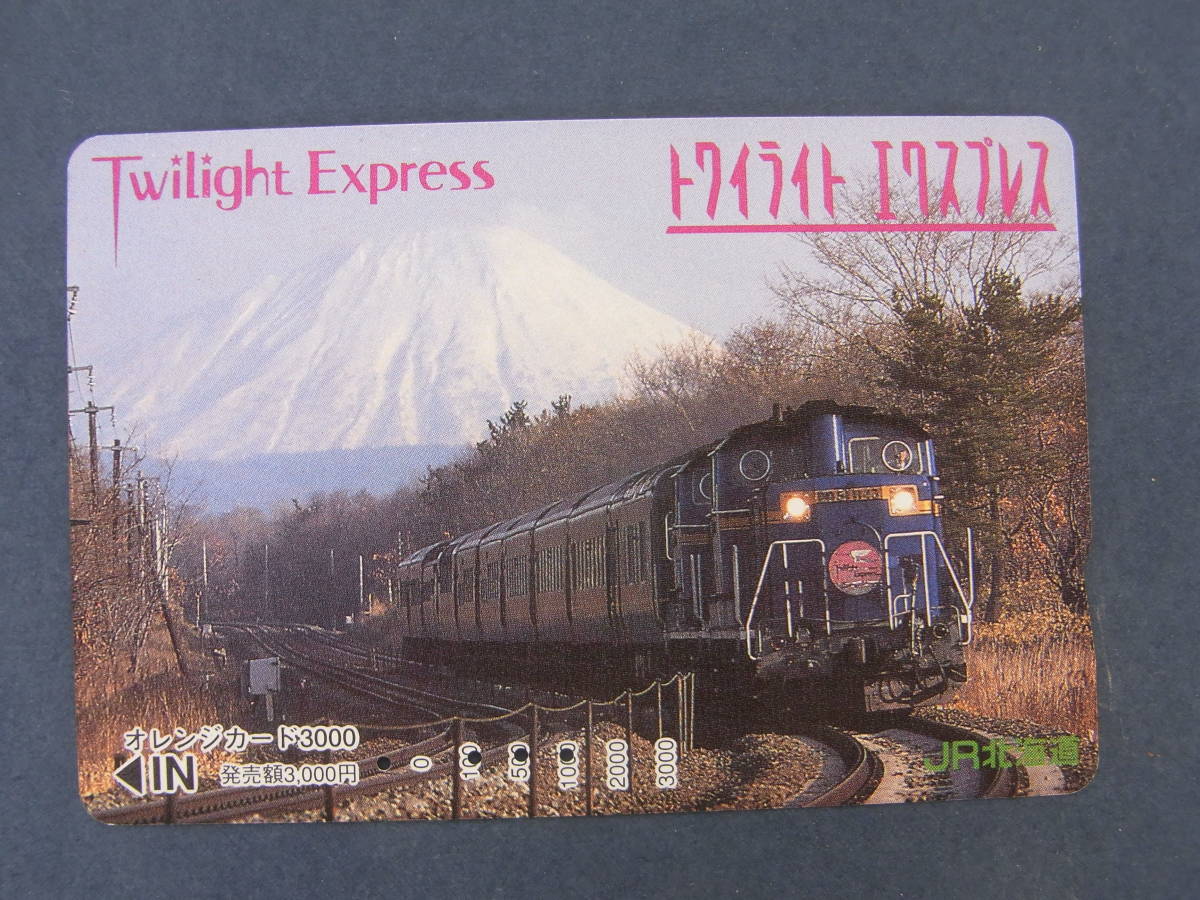 Twilight Express
トワイライト エクスプレス
Twilight Express
オレンジカード3000
◁IN 発売額3,000円
0 100 500 1000 2000 3000
JR北海道